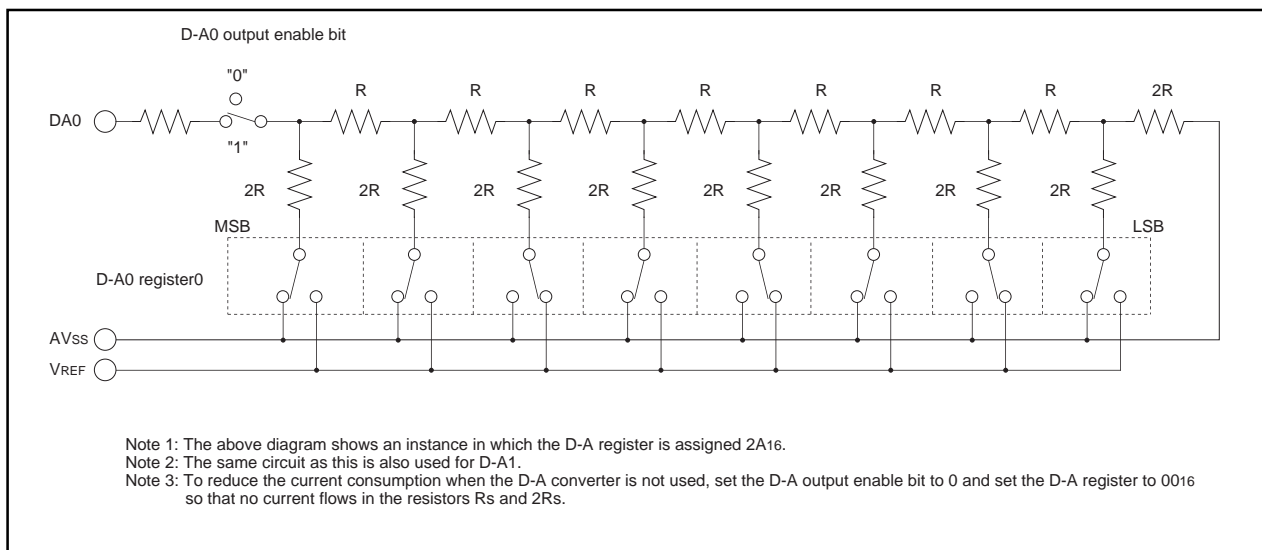 D-A0 output enable bit
"0"
R R R R R R R 2R
DA0
"1"
2R 2R 2R 2R 2R 2R 2R 2R
MSB LSB
D-A0 register0
AVSS
VREF
Note 1: The above diagram shows an instance in which the D-A register is assigned 2A16.
Note 2: The same circuit as this is also used for D-A1.
Note 3: To reduce the current consumption when the D-A converter is not used, set the D-A output enable bit to 0 and set the D-A register to 0016
so that no current flows in the resistors Rs and 2Rs.